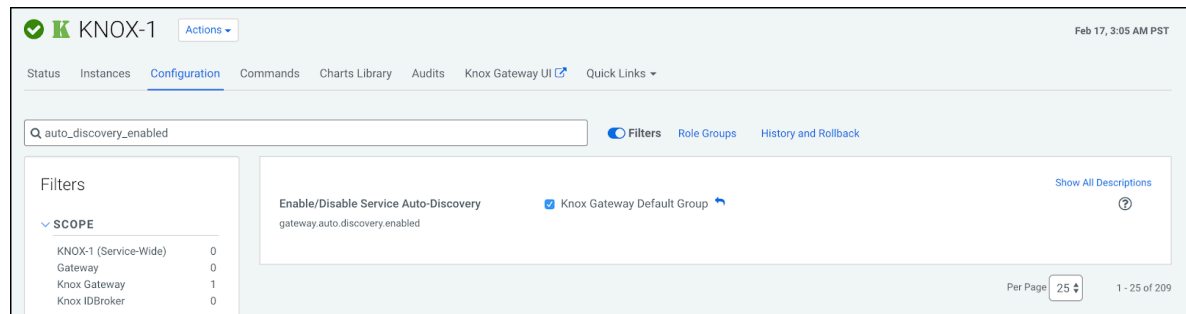 K KNOX-1 Actions Feb 17, 3:05 AM PST
Status Instances Configuration Commands Charts Library Audits Knox Gateway UI Quick Links
auto_discovery_enabled Filters Role Groups History and Rollback
Filters
Show All Descriptions
Enable/Disable Service Auto-Discovery Knox Gateway Default Group ?
gateway.auto.discovery.enabled
SCOPE
KNOX-1 (Service-Wide) 0
Gateway 0
Knox Gateway 1
Knox IDBroker 0
Per Page 25 1 - 25 of 209